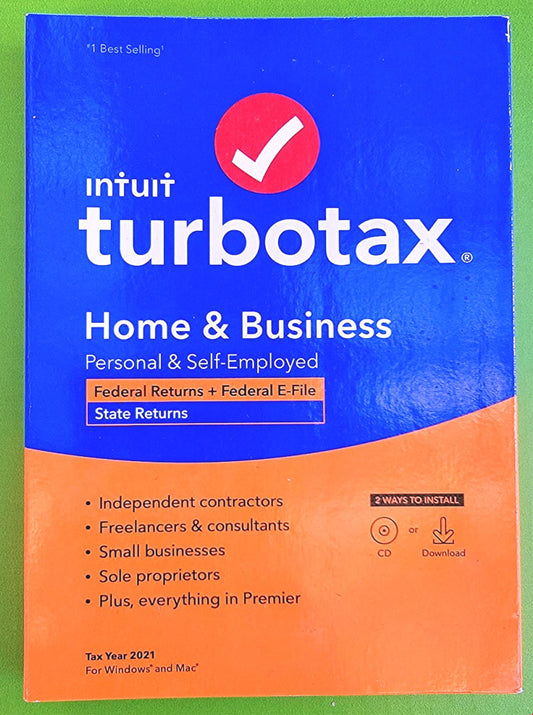 #1 Best Selling¹
intuit
turbotax®
Home & Business
Personal & Self-Employed
Federal Returns + Federal E-File
State Returns
• Independent contractors
• Freelancers & consultants
• Small businesses
• Sole proprietors
• Plus, everything in Premier
2 WAYS TO INSTALL
CD or Download
Tax Year 2021
For Windows® and Mac®